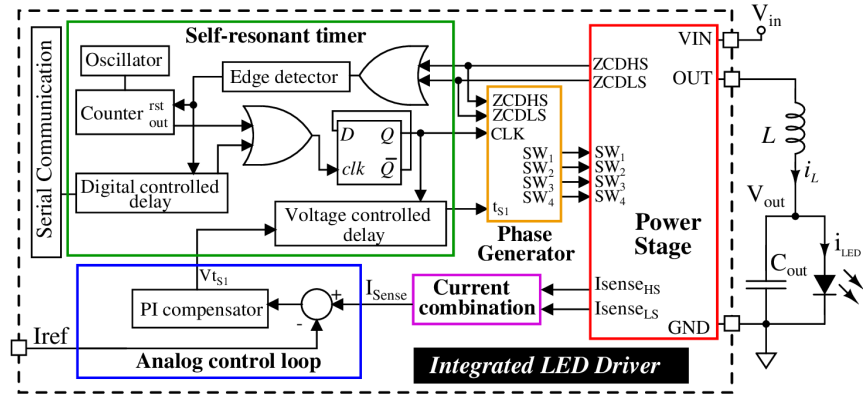 Self-resonant timer
Serial Communication
Oscillator
Counter rst
out
Edge detector
Digital controlled
delay
D Q
clk Q̅
Voltage controlled
delay
ZCDHS
ZCDLS
CLK
SW1
SW2
SW3
SW4
tS1
Phase
Generator
VIN
ZCDHS
ZCDLS
OUT
SW1
SW2
SW3
SW4
Power
Stage
IsenseHS
IsenseLS
GND
Vin
L
iL
Vout
iLED
Cout
VtS1
PI compensator
+
-
ISense
Current
combination
Iref
Analog control loop
Integrated LED Driver